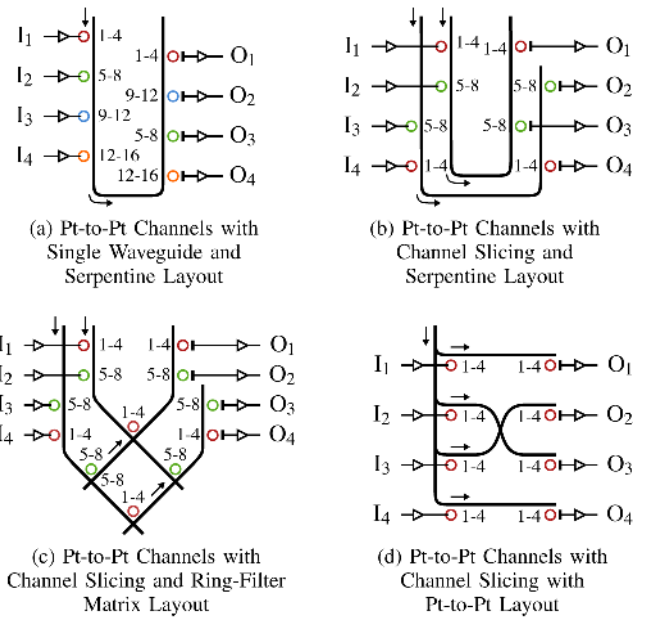 I1 1-4
I2 5-8
I3 9-12
I4 12-16
1-4 O1
9-12 O2
5-8 O3
12-16 O4
(a) Pt-to-Pt Channels with
Single Waveguide and
Serpentine Layout
I1 1-4 1-4 O1
I2 5-8 5-8 O2
I3 5-8 5-8 O3
I4 1-4 1-4 O4
(b) Pt-to-Pt Channels with
Channel Slicing and
Serpentine Layout
I1 1-4 1-4 O1
I2 5-8 5-8 O2
I3 5-8 1-4 5-8 O3
I4 1-4 1-4 O4
5-8 5-8
5-8
1-4
(c) Pt-to-Pt Channels with
Channel Slicing and Ring-Filter
Matrix Layout
I1 1-4 1-4 O1
I2 1-4 1-4 O2
I3 1-4 1-4 O3
I4 1-4 1-4 O4
(d) Pt-to-Pt Channels with
Channel Slicing with
Pt-to-Pt Layout